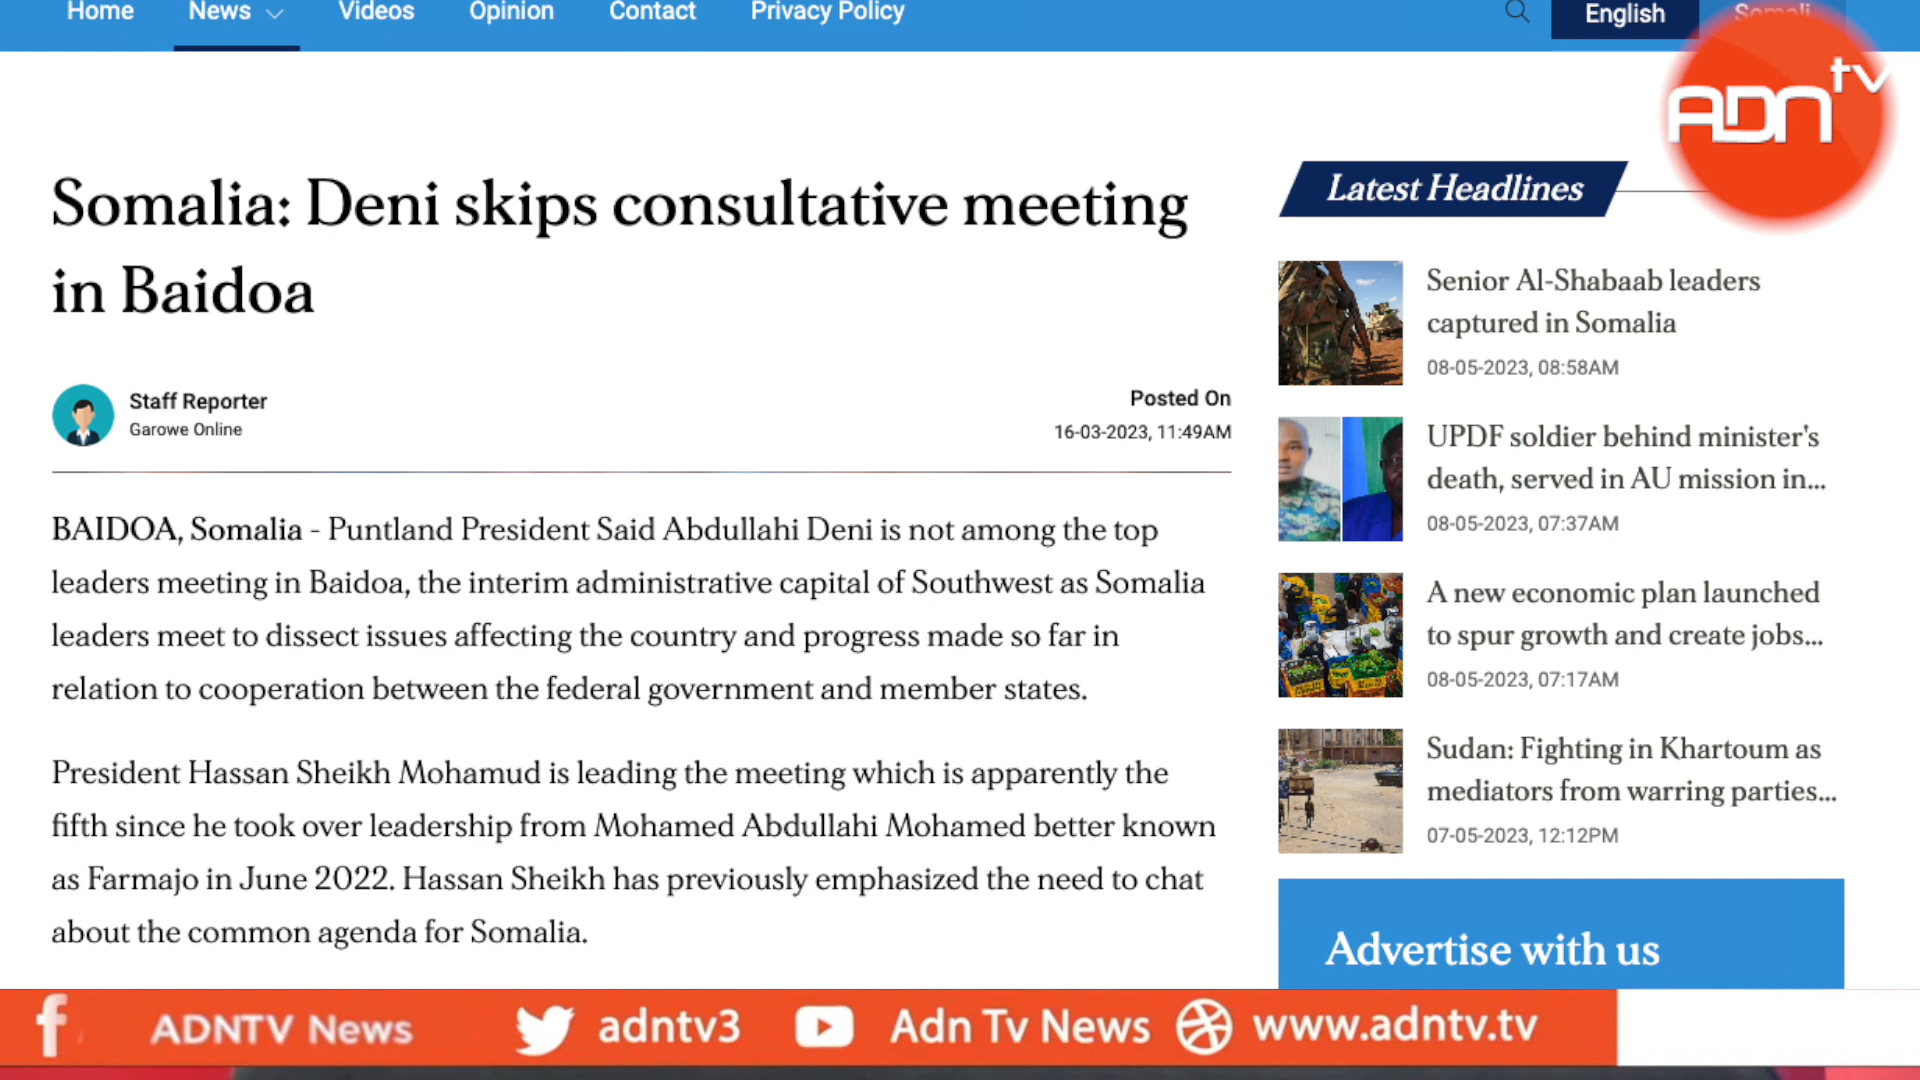 Home News Videos Opinion Contact Privacy Policy English Somali
ADN tv
Somalia: Deni skips consultative meeting
in Baidoa
Staff Reporter
Garowe Online
Posted On
16-03-2023, 11:49AM
BAIDOA, Somalia - Puntland President Said Abdullahi Deni is not among the top
leaders meeting in Baidoa, the interim administrative capital of Southwest as Somalia
leaders meet to dissect issues affecting the country and progress made so far in
relation to cooperation between the federal government and member states.
President Hassan Sheikh Mohamud is leading the meeting which is apparently the
fifth since he took over leadership from Mohamed Abdullahi Mohamed better known
as Farmajo in June 2022. Hassan Sheikh has previously emphasized the need to chat
about the common agenda for Somalia.
Latest Headlines
Senior Al-Shabaab leaders
captured in Somalia
08-05-2023, 08:58AM
UPDF soldier behind minister's
death, served in AU mission in...
08-05-2023, 07:37AM
A new economic plan launched
to spur growth and create jobs...
08-05-2023, 07:17AM
Sudan: Fighting in Khartoum as
mediators from warring parties...
07-05-2023, 12:12PM
Advertise with us
ADNTV News adntv3 Adn Tv News www.adntv.tv